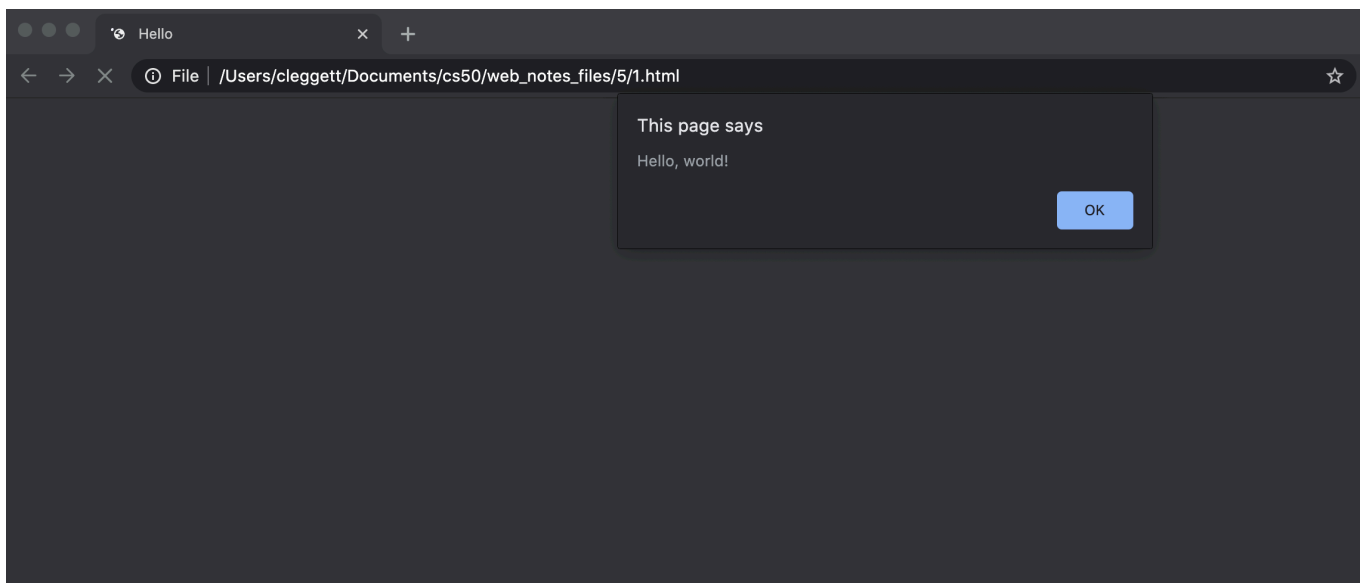 Hello
File /Users/cleggett/Documents/cs50/web_notes_files/5/1.html
This page says
Hello, world!
OK